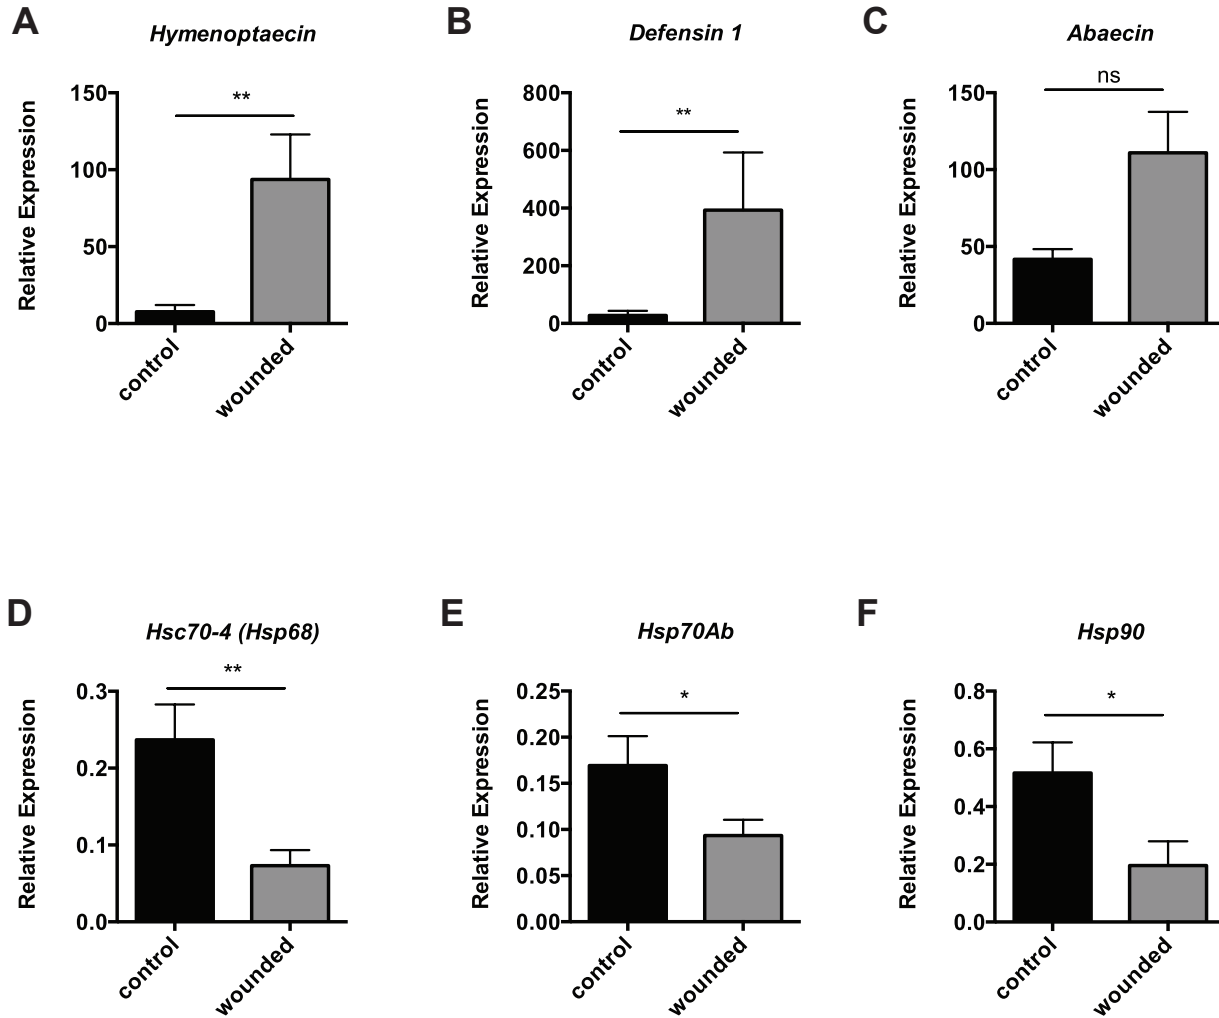 A
Hymenoptaecin
**
Relative Expression
150
100
50
0
control
wounded
B
Defensin 1
**
Relative Expression
800
600
400
200
0
control
wounded
C
Abaecin
ns
Relative Expression
150
100
50
0
control
wounded
D
Hsc70-4 (Hsp68)
**
Relative Expression
0.3
0.2
0.1
0.0
control
wounded
E
Hsp70Ab
*
Relative Expression
0.25
0.20
0.15
0.10
0.05
0.00
control
wounded
F
Hsp90
*
Relative Expression
0.8
0.6
0.4
0.2
0.0
control
wounded